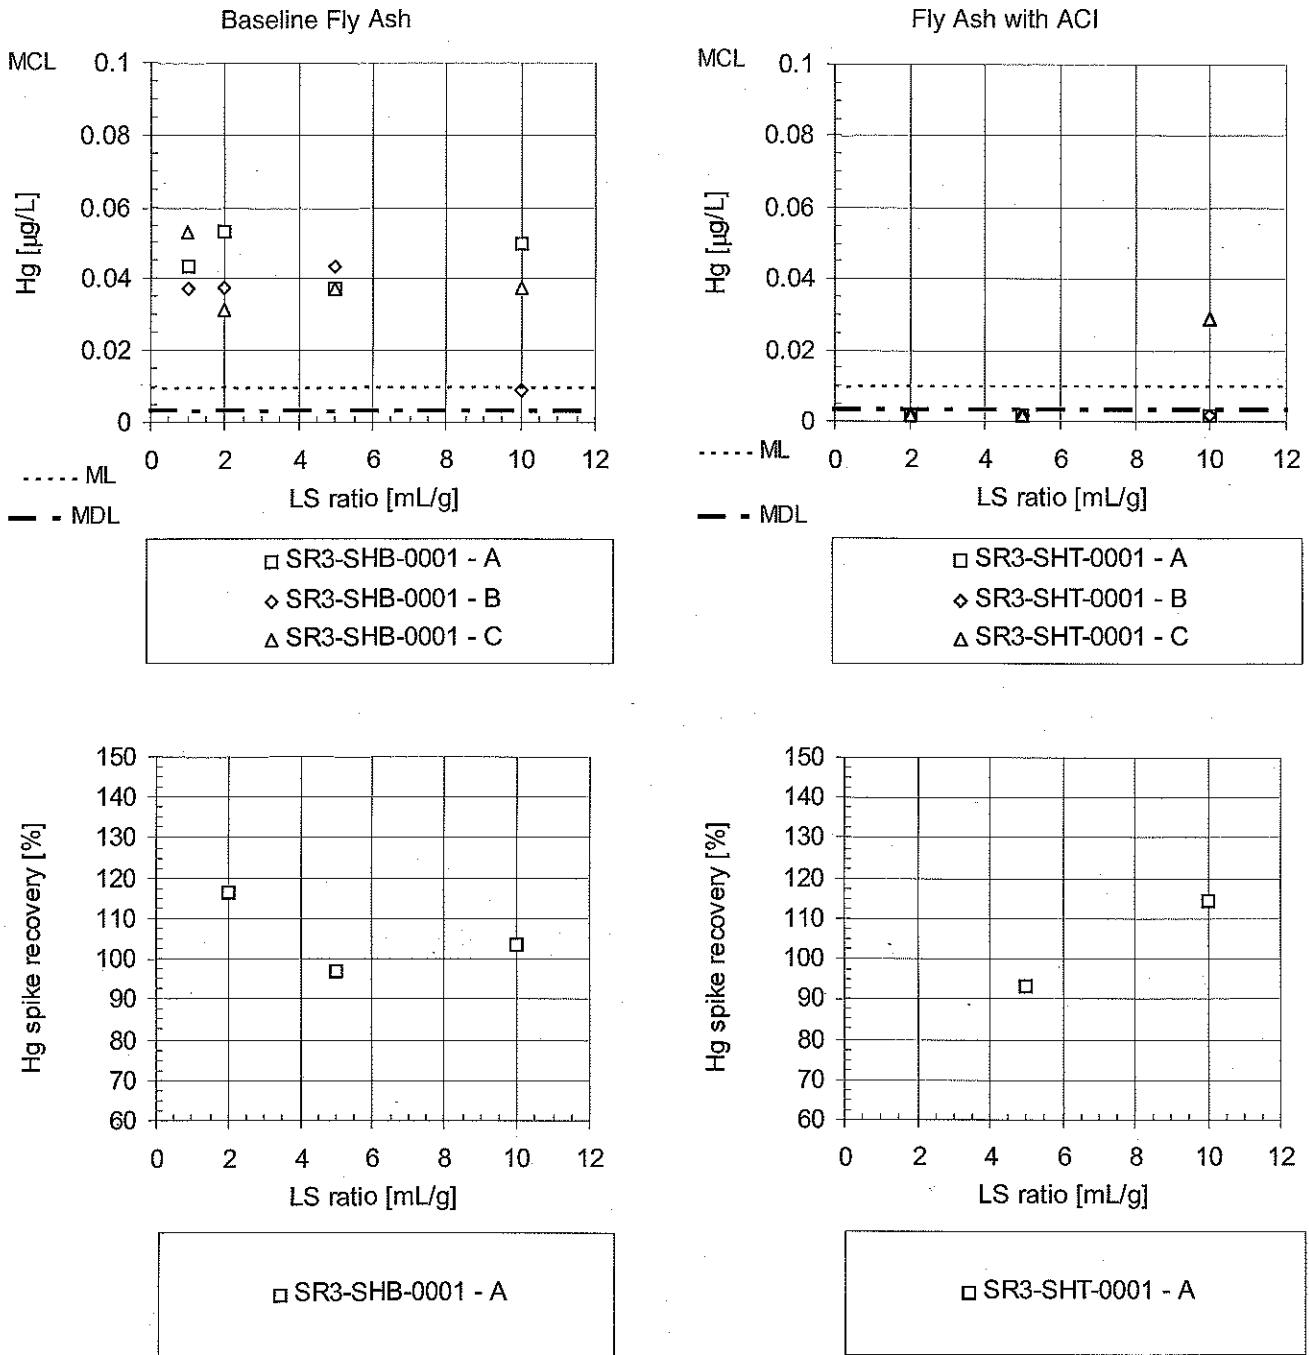 Baseline Fly Ash
MCL
0.1
0.08
0.06
0.04
0.02
0
Hg [µg/L]
0 2 4 6 8 10 12
ML
LS ratio [mL/g]
MDL
SR3-SHB-0001 - A
SR3-SHB-0001 - B
SR3-SHB-0001 - C
Fly Ash with ACI
MCL
0.1
0.08
0.06
0.04
0.02
0
Hg [µg/L]
0 2 4 6 8 10 12
ML
LS ratio [mL/g]
MDL
SR3-SHT-0001 - A
SR3-SHT-0001 - B
SR3-SHT-0001 - C
150
140
130
120
110
100
90
80
70
60
Hg spike recovery [%]
0 2 4 6 8 10 12
LS ratio [mL/g]
SR3-SHB-0001 - A
150
140
130
120
110
100
90
80
70
60
Hg spike recovery [%]
0 2 4 6 8 10 12
LS ratio [mL/g]
SR3-SHT-0001 - A